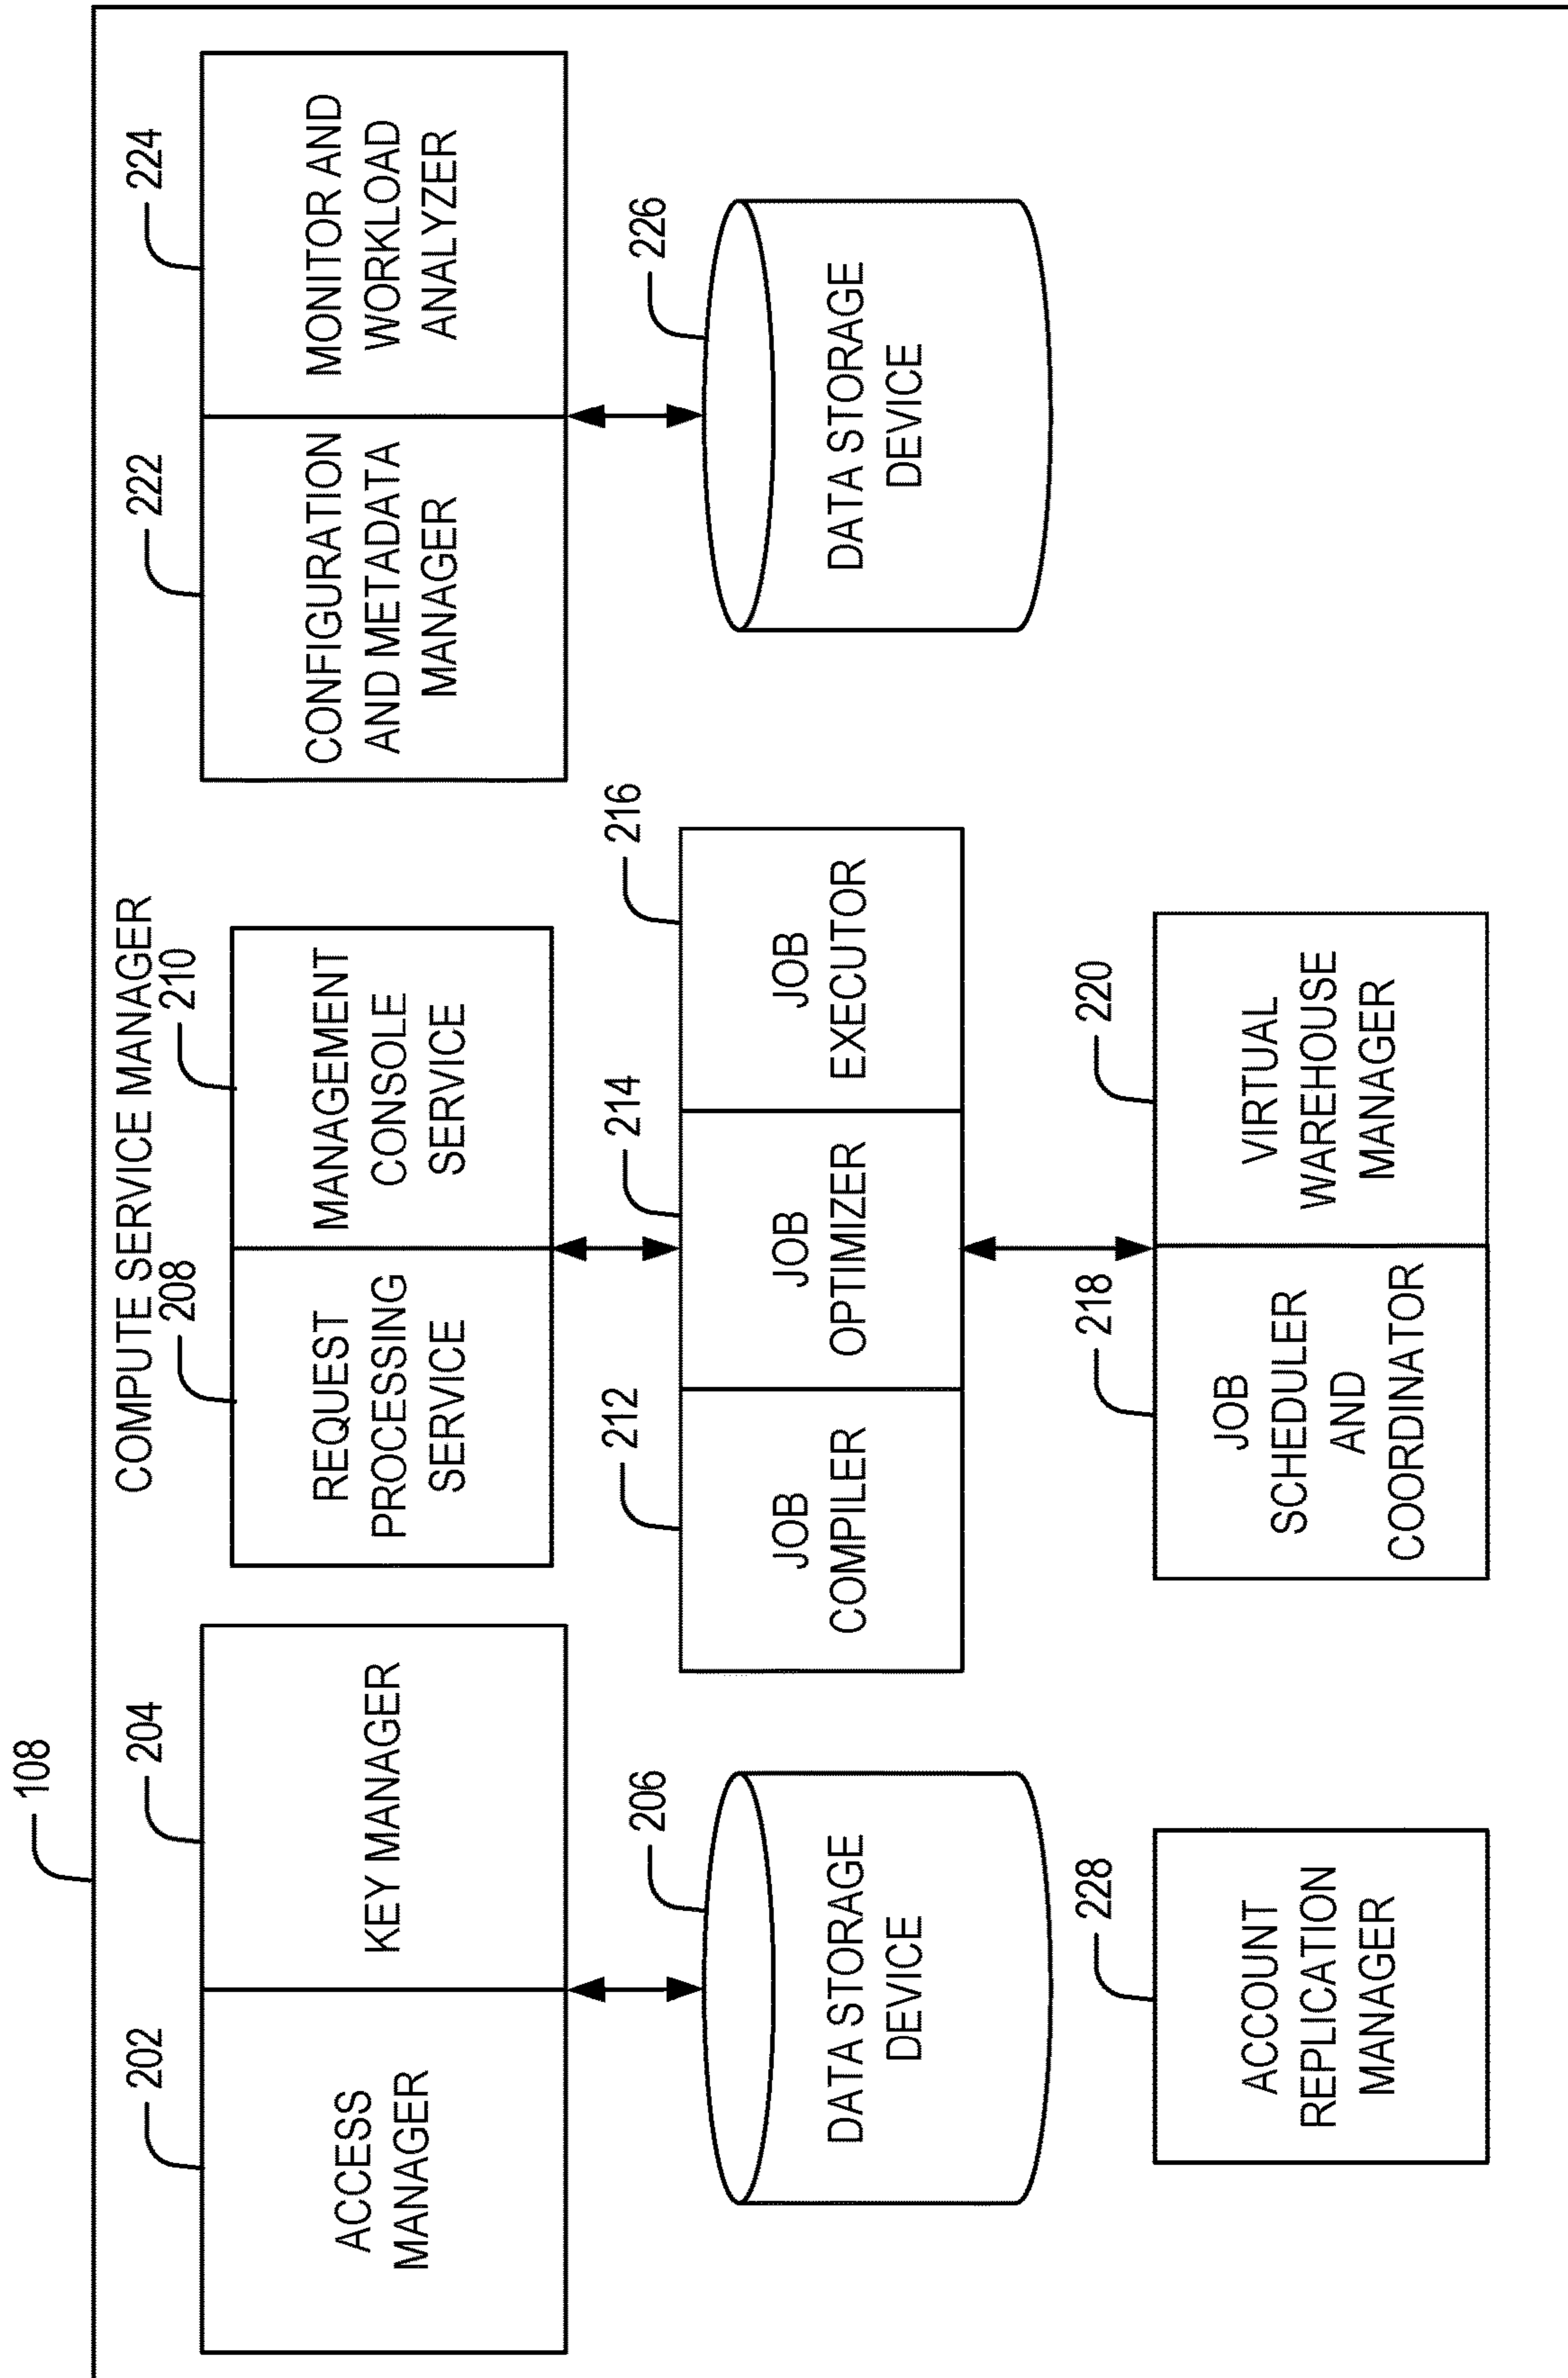 108
COMPUTE SERVICE MANAGER
202
ACCESS
MANAGER
204
KEY MANAGER
206
DATA STORAGE
DEVICE
228
ACCOUNT
REPLICATION
MANAGER
208
REQUEST
PROCESSING
SERVICE
210
MANAGEMENT
CONSOLE
SERVICE
212
JOB
COMPILER
214
JOB
OPTIMIZER
216
JOB
EXECUTOR
218
JOB
SCHEDULER
AND
COORDINATOR
220
VIRTUAL
WAREHOUSE
MANAGER
222
CONFIGURATION
AND METADATA
MANAGER
224
MONITOR AND
WORKLOAD
ANALYZER
226
DATA STORAGE
DEVICE